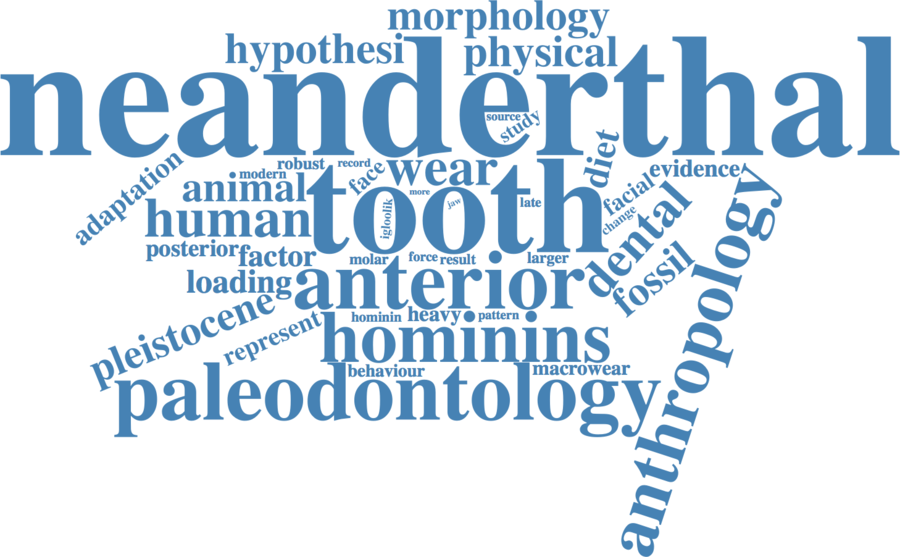 morphology
hypothesi
physical
neanderthal
source
study
adaptation
modern
robust
record
face
wear
diet
evidence
animal
tooth
more
jaw
igloolik
late
facial
change
human
dental
posterior
factor
molar
force
result
larger
loading
anterior
fossil
anthropology
pleistocene
represent
hominin
heavy
pattern
hominins
behaviour
macrowear
paleodontology